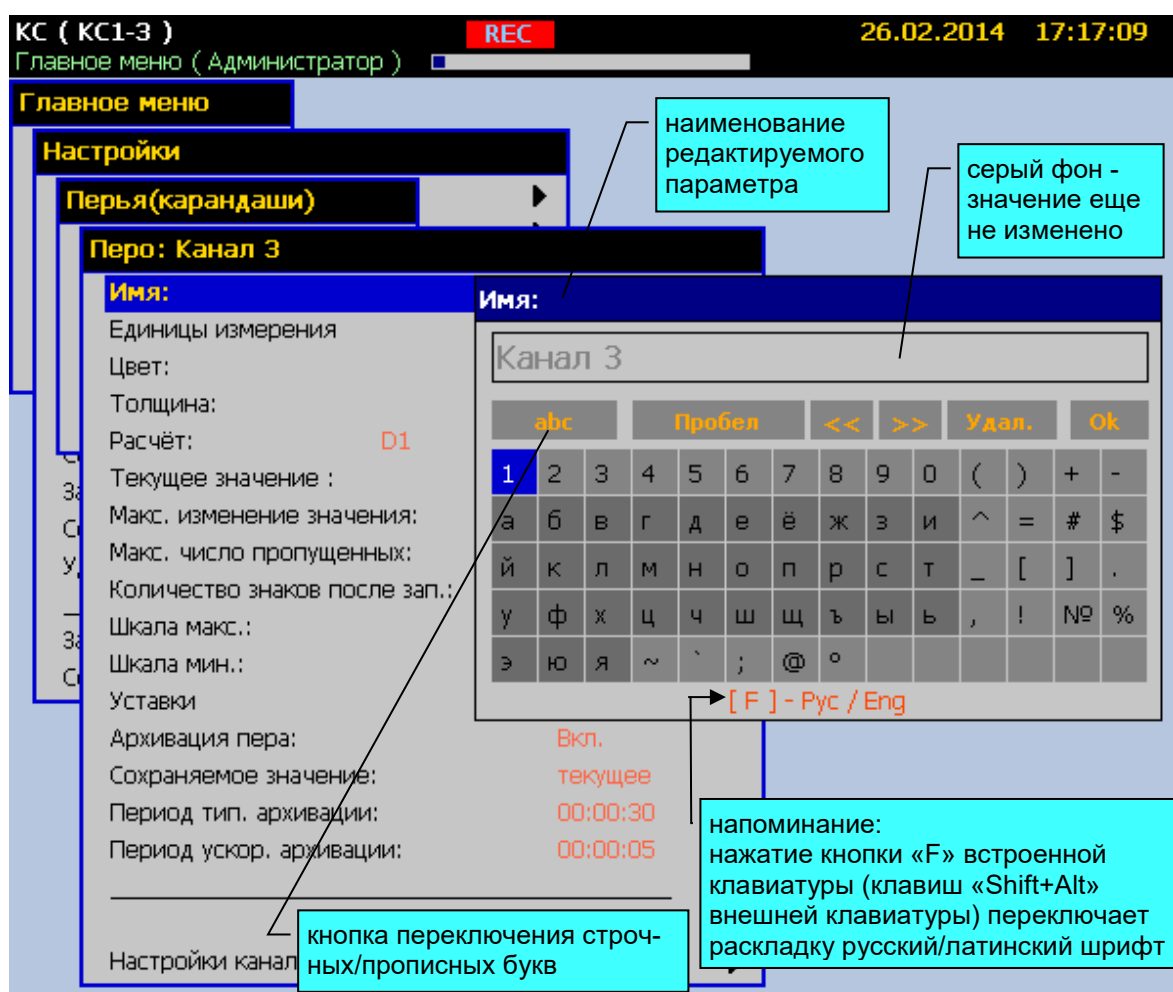 КС ( КС1-3 ) REC 26.02.2014 17:17:09
Главное меню ( Администратор )
Главное меню
Настройки
Перья(карандаши)
Перо: Канал 3
наименование
редактируемого
параметра
серый фон -
значение еще
не изменено
Имя:
Единицы измерения
Цвет:
Толщина:
Расчёт: D1
Текущее значение :
Макс. изменение значения:
Макс. число пропущенных:
Количество знаков после зап.:
Шкала макс.:
Шкала мин.:
Уставки
Архивация пера: Вкл.
Сохраняемое значение: текущее
Период тип. архивации: 00:00:30
Период ускор. архивации: 00:00:05
Настройки канал
Имя:
Канал 3
abc Пробел << >> Удал. Ok
1 2 3 4 5 6 7 8 9 0 ( ) + -
а б в г д е ё ж з и ^ = # $
й к л м н о п р с т _ [ ] .
у ф х ц ч ш щ ъ ы ь , ! № %
э ю я ~ ` ; @ °
[ F ] - Рус / Eng
напоминание:
нажатие кнопки «F» встроенной
клавиатуры (клавиш «Shift+Alt»
внешней клавиатуры) переключает
раскладку русский/латинский шрифт
кнопка переключения строч-
ных/прописных букв